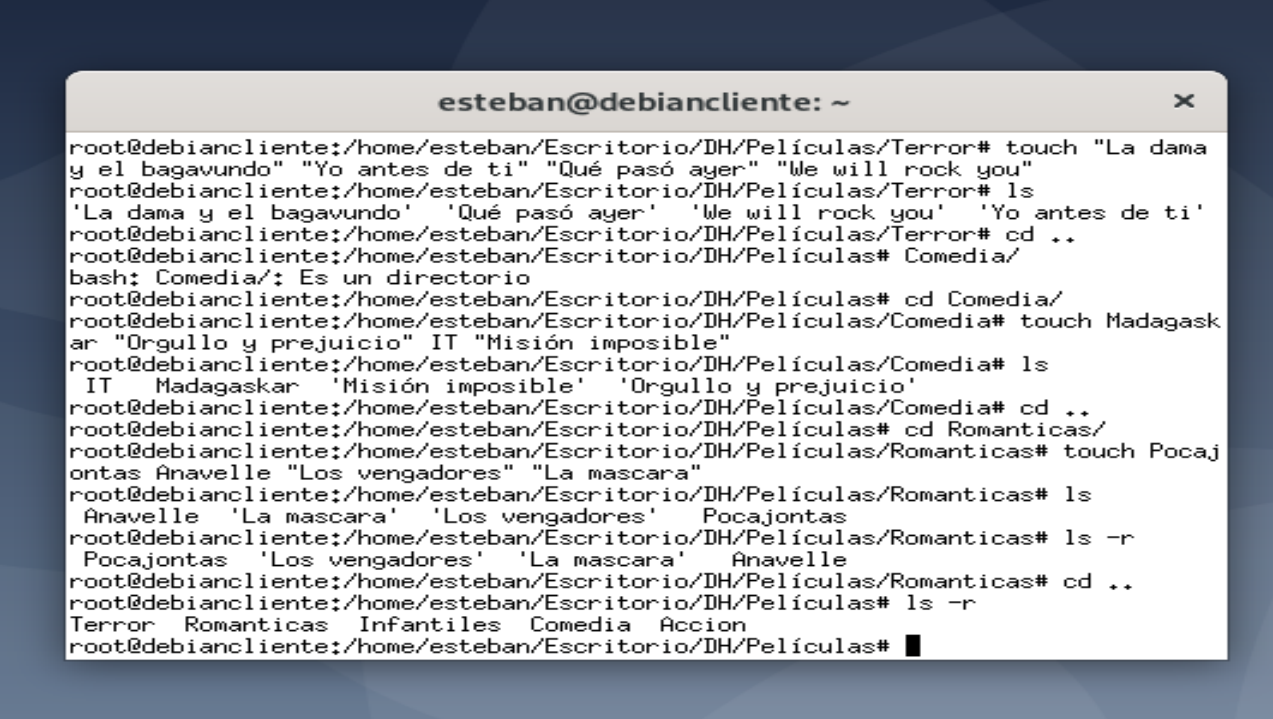 esteban@debiancliente: ~
root@debiancliente:/home/esteban/Escritorio/DH/Películas/Terror# touch "La dama
y el bagavundo" "Yo antes de ti" "Qué pasó ayer" "We will rock you"
root@debiancliente:/home/esteban/Escritorio/DH/Películas/Terror# ls
'La dama y el bagavundo'  'Qué pasó ayer'  'We will rock you'  'Yo antes de ti'
root@debiancliente:/home/esteban/Escritorio/DH/Películas/Terror# cd ..
root@debiancliente:/home/esteban/Escritorio/DH/Películas# Comedia/
bash: Comedia/: Es un directorio
root@debiancliente:/home/esteban/Escritorio/DH/Películas# cd Comedia/
root@debiancliente:/home/esteban/Escritorio/DH/Películas/Comedia# touch Madagask
ar "Orgullo y prejuicio" IT "Misión imposible"
root@debiancliente:/home/esteban/Escritorio/DH/Películas/Comedia# ls
 IT   Madagaskar  'Misión imposible'  'Orgullo y prejuicio'
root@debiancliente:/home/esteban/Escritorio/DH/Películas/Comedia# cd ..
root@debiancliente:/home/esteban/Escritorio/DH/Películas# cd Romanticas/
root@debiancliente:/home/esteban/Escritorio/DH/Películas/Romanticas# touch Pocaj
ontas Anavelle "Los vengadores" "La mascara"
root@debiancliente:/home/esteban/Escritorio/DH/Películas/Romanticas# ls
 Anavelle  'La mascara'  'Los vengadores'   Pocajontas
root@debiancliente:/home/esteban/Escritorio/DH/Películas/Romanticas# ls -r
 Pocajontas  'Los vengadores'  'La mascara'   Anavelle
root@debiancliente:/home/esteban/Escritorio/DH/Películas/Romanticas# cd ..
root@debiancliente:/home/esteban/Escritorio/DH/Películas# ls -r
Terror  Romanticas  Infantiles  Comedia  Accion
root@debiancliente:/home/esteban/Escritorio/DH/Películas#